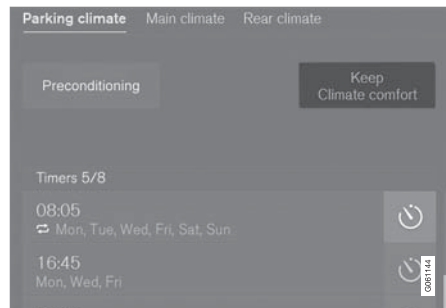 Parking climate Main climate Rear climate
Preconditioning
Keep
Climate comfort
Timers 5/8
08:05
Mon, Tue, Wed, Fri, Sat, Sun
16:45
Mon, Wed, Fri
G061144